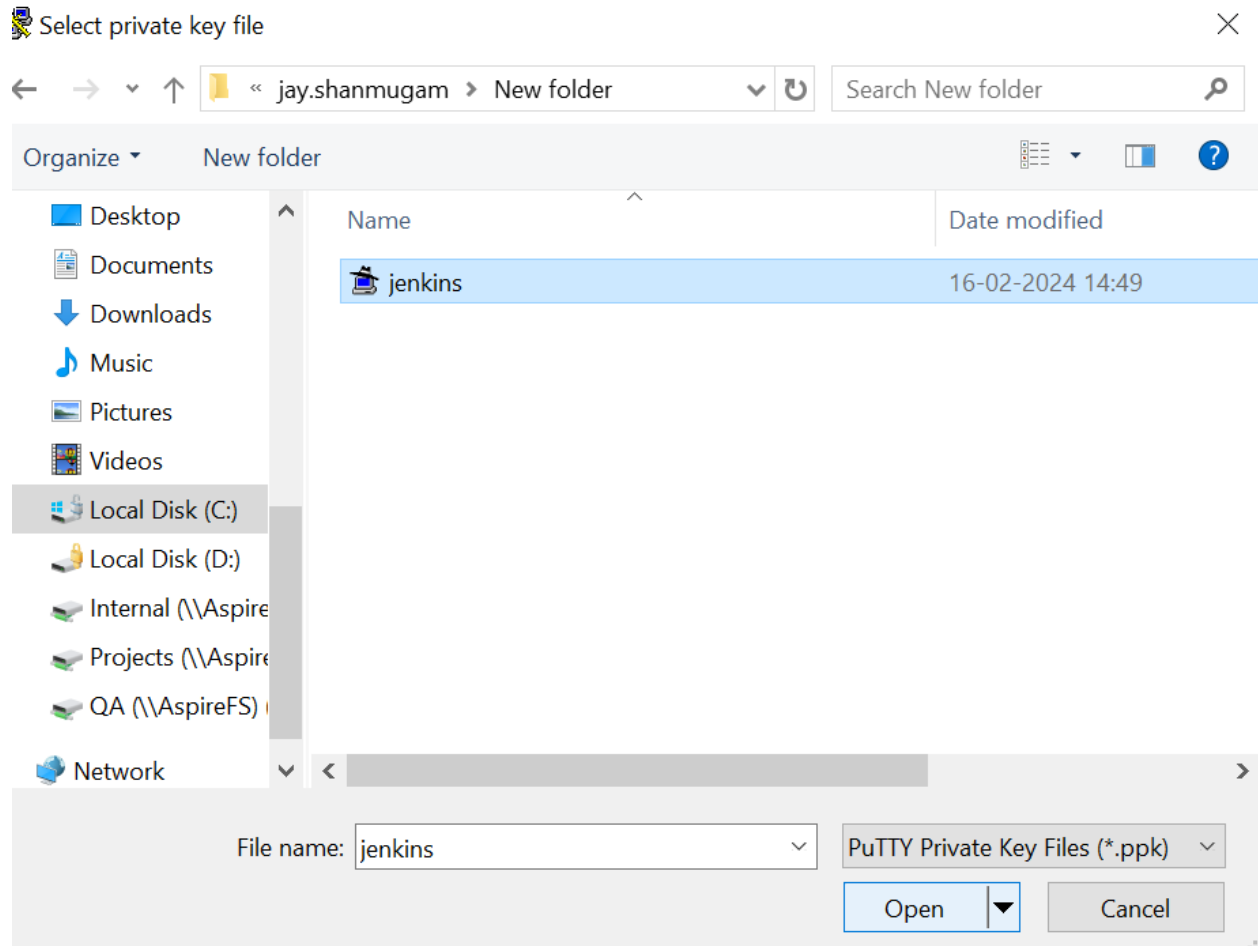 Select private key file
« jay.shanmugam > New folder
Search New folder
Organize
New folder
?
Name
Date modified
Desktop
Documents
Downloads
Music
Pictures
Videos
Local Disk (C:)
Local Disk (D:)
Internal (\\Aspire
Projects (\\Aspire
QA (\\AspireFS) (
Network
jenkins
16-02-2024 14:49
File name:
jenkins
PuTTY Private Key Files (*.ppk)
Open
Cancel